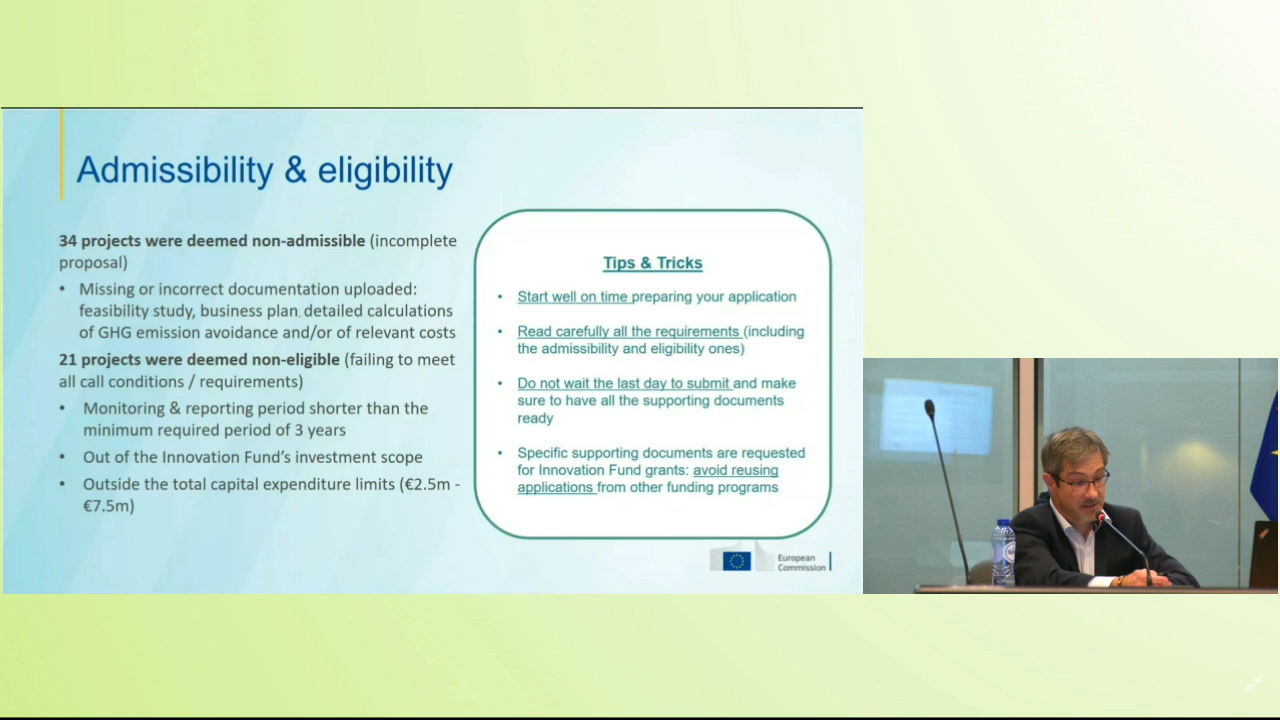 Admissibility & eligibility
34 projects were deemed non-admissible (incomplete
proposal)
• Missing or incorrect documentation uploaded:
feasibility study, business plan, detailed calculations
of GHG emission avoidance and/or of relevant costs
21 projects were deemed non-eligible (failing to meet
all call conditions / requirements)
• Monitoring & reporting period shorter than the
minimum required period of 3 years
• Out of the Innovation Fund's investment scope
• Outside the total capital expenditure limits (€2.5m -
€7.5m)
Tips & Tricks
• Start well on time preparing your application
• Read carefully all the requirements (including
the admissibility and eligibility ones)
• Do not wait the last day to submit and make
sure to have all the supporting documents
ready
• Specific supporting documents are requested
for Innovation Fund grants: avoid reusing
applications from other funding programs
European
Commission